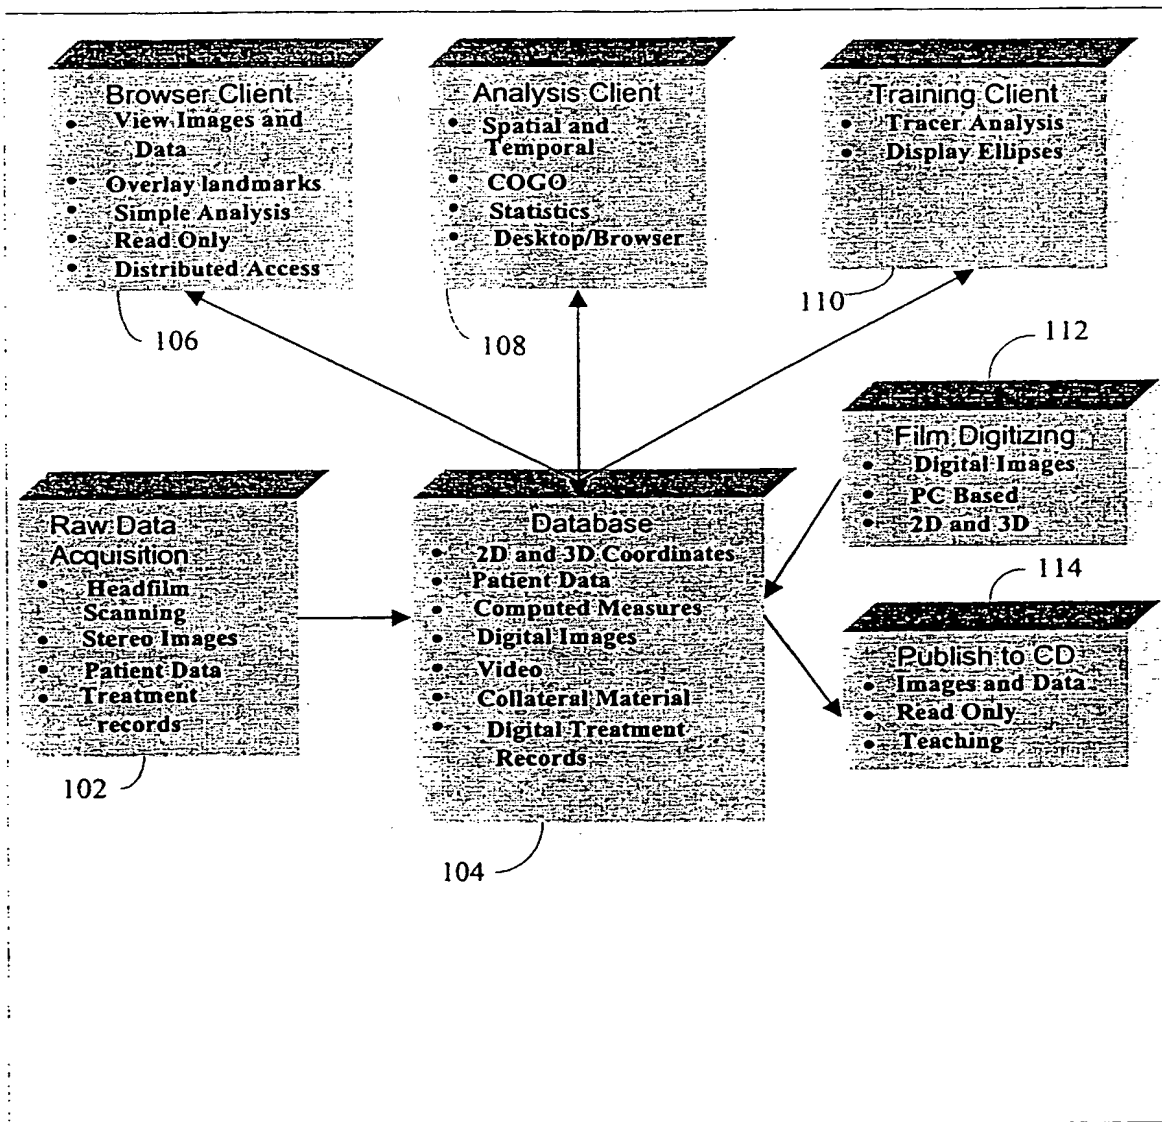 Browser Client
• View Images and
Data
• Overlay landmarks
• Simple Analysis
• Read Only
• Distributed Access
106
Analysis Client
• Spatial and
Temporal
• COGO
• Statistics
• Desktop/Browser
108
Training Client
• Tracer Analysis
• Display Ellipses
110
112
Film Digitizing
• Digital Images
• PC Based
• 2D and 3D
Raw Data
Acquisition
• Headfilm
Scanning
• Stereo Images
• Patient Data
• Treatment
records
102
Database
• 2D and 3D Coordinates
• Patient Data
• Computed Measures
• Digital Images
• Video
• Collateral Material
• Digital Treatment
Records
104
114
Publish to CD
• Images and Data
• Read Only
• Teaching